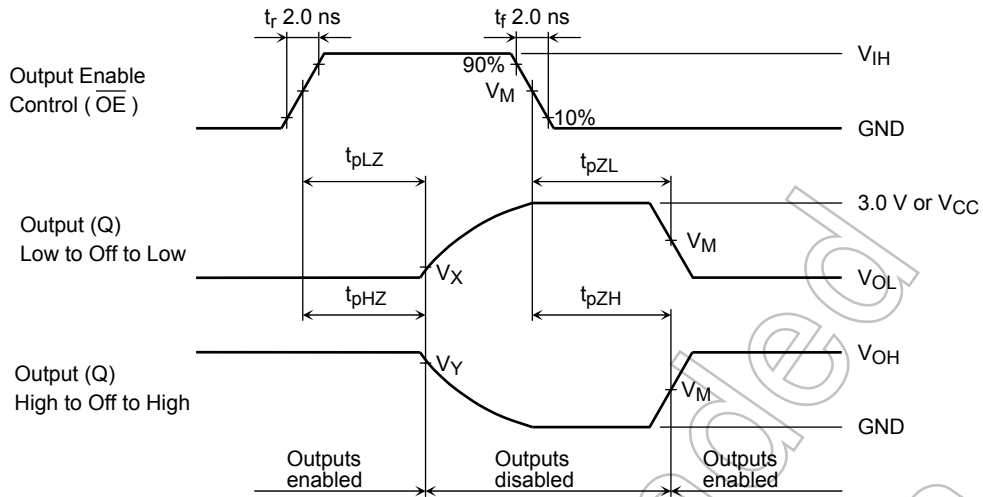 tr 2.0 ns
tf 2.0 ns
Output Enable
Control ( OE )
90%
VM
10%
VIH
GND
tpLZ
tpZL
Output (Q)
Low to Off to Low
VX
VM
3.0 V or VCC
VOL
tpHZ
tpZH
Output (Q)
High to Off to High
VY
VM
VOH
GND
Outputs
enabled
Outputs
disabled
Outputs
enabled